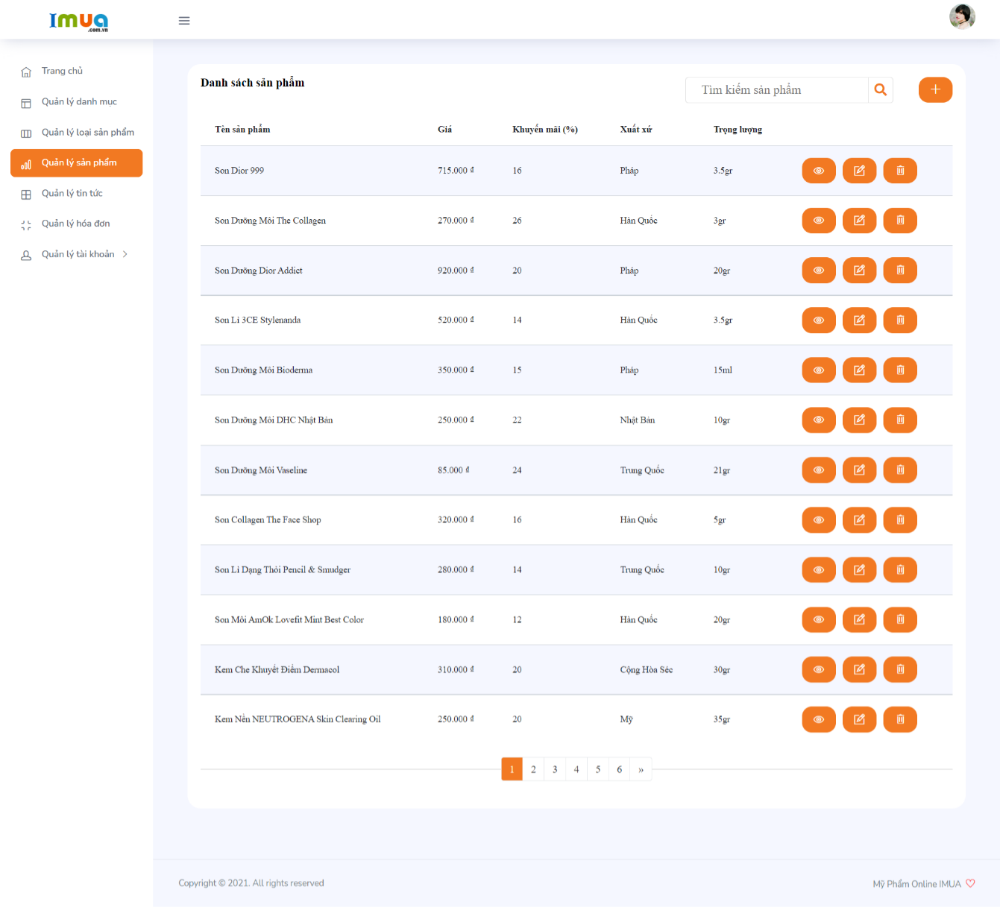 Imua
.com.vn
Trang chủ
Quản lý danh mục
Quản lý loại sản phẩm
Quản lý sản phẩm
Quản lý tin tức
Quản lý hóa đơn
Quản lý tài khoản
Danh sách sản phẩm
Tìm kiếm sản phẩm
Tên sản phẩm Giá Khuyến mãi (%) Xuất xứ Trọng lượng
Son Dior 999 715.000 ₫ 16 Pháp 3.5gr
Son Dưỡng Môi The Collagen 270.000 ₫ 26 Hàn Quốc 3gr
Son Dưỡng Dior Addict 920.000 ₫ 20 Pháp 20gr
Son Lì 3CE Stylenanda 520.000 ₫ 14 Hàn Quốc 3.5gr
Son Dưỡng Môi Bioderma 350.000 ₫ 15 Pháp 15ml
Son Dưỡng Môi DHC Nhật Bản 250.000 ₫ 22 Nhật Bản 10gr
Son Dưỡng Môi Vaseline 85.000 ₫ 24 Trung Quốc 21gr
Son Collagen The Face Shop 320.000 ₫ 16 Hàn Quốc 5gr
Son Lì Dạng Thỏi Pencil & Smudger 280.000 ₫ 14 Trung Quốc 10gr
Son Môi AmOk Lovefit Mint Best Color 180.000 ₫ 12 Hàn Quốc 20gr
Kem Che Khuyết Điểm Dermacol 310.000 ₫ 20 Cộng Hòa Séc 30gr
Kem Nền NEUTROGENA Skin Clearing Oil 250.000 ₫ 20 Mỹ 35gr
1 2 3 4 5 6 »
Copyright © 2021. All rights reserved
Mỹ Phẩm Online IMUA